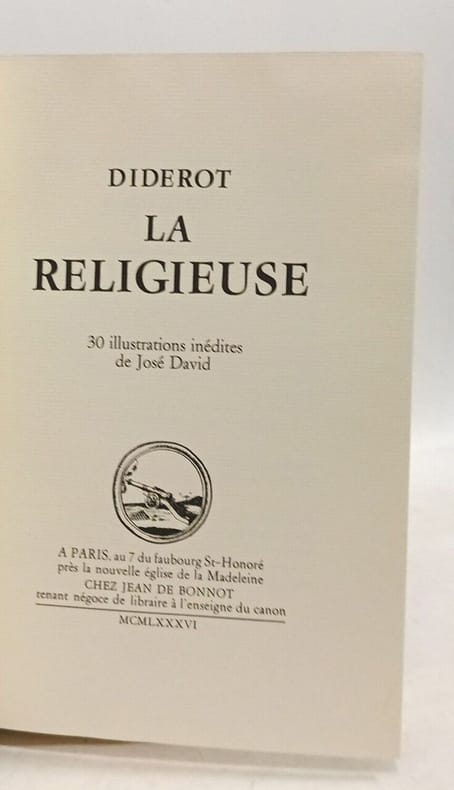 DIDEROT
LA
RELIGIEUSE
30 illustrations inédites
de José David
A PARIS, au 7 du faubourg St-Honoré
près la nouvelle église de la Madeleine
CHEZ JEAN DE BONNOT
tenant négoce de libraire à l'enseigne du canon
MCMLXXXVI